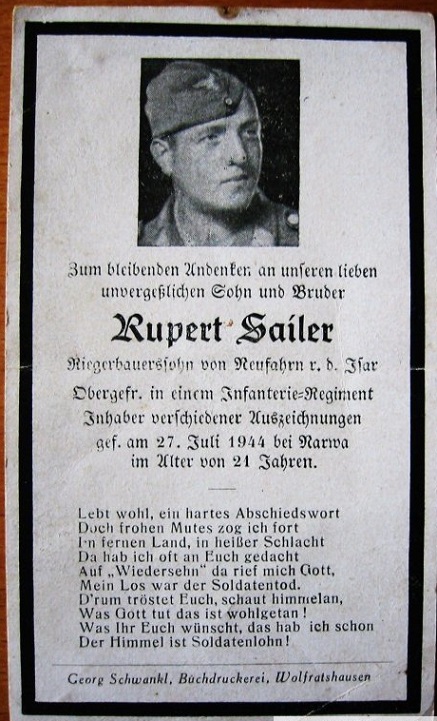 Zum bleibenden Andenken an unseren lieben
unvergeßlichen Sohn und Bruder
Rupert Sailer
Riegerbauerssohn von Neufahrn r. d. Isar
Obergefr. in einem Infanterie=Regiment
Inhaber verschiedener Auszeichnungen
gef. am 27. Juli 1944 bei Narwa
im Alter von 21 Jahren.
Lebt wohl, ein hartes Abschiedswort
Doch frohen Mutes zog ich fort
In fernen Land, in heißer Schlacht
Da hab ich oft an Euch gedacht
Auf „Wiedersehn" da rief mich Gott,
Mein Los war der Soldatentod.
D'rum tröstet Euch, schaut himmelan,
Was Gott tut das ist wohlgetan!
Was Ihr Euch wünscht, das hab ich schon
Der Himmel ist Soldatenlohn!
Georg Schwankl, Buchdruckerei, Wolfratshausen